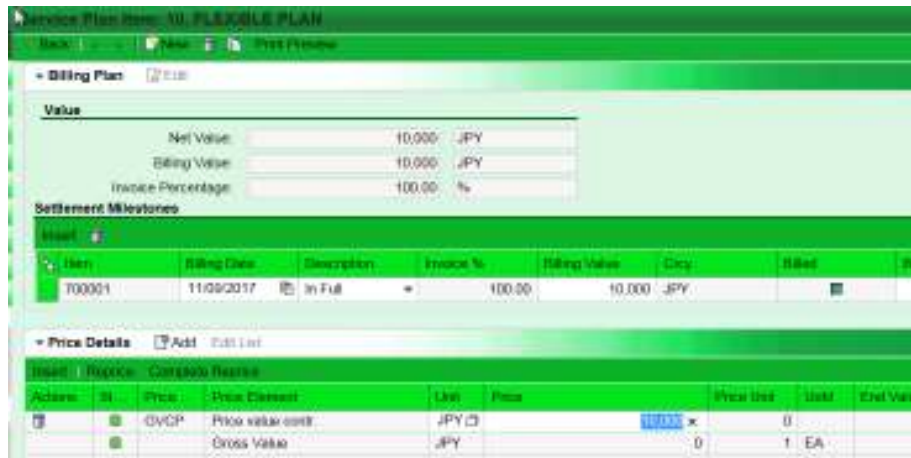 Service Plan Item: 10, FLEXIBLE PLAN
Back New Print Preview
Billing Plan Edit
Value
Net Value: 10,000 JPY
Billing Value: 10,000 JPY
Invoice Percentage: 100.00 %
Settlement Milestones
Insert
Item Billing Date Description Invoice % Billing Value Crcy Billed
700001 11/09/2017 In Full 100.00 10,000 JPY
Price Details Add Edit List
Insert Reprice Complete Reprice
Actions St... Price Price Element Unit Price Price Unit UoM End Val
GVCP Price value contr. JPY 10,000 0
Gross Value JPY 0 1 EA